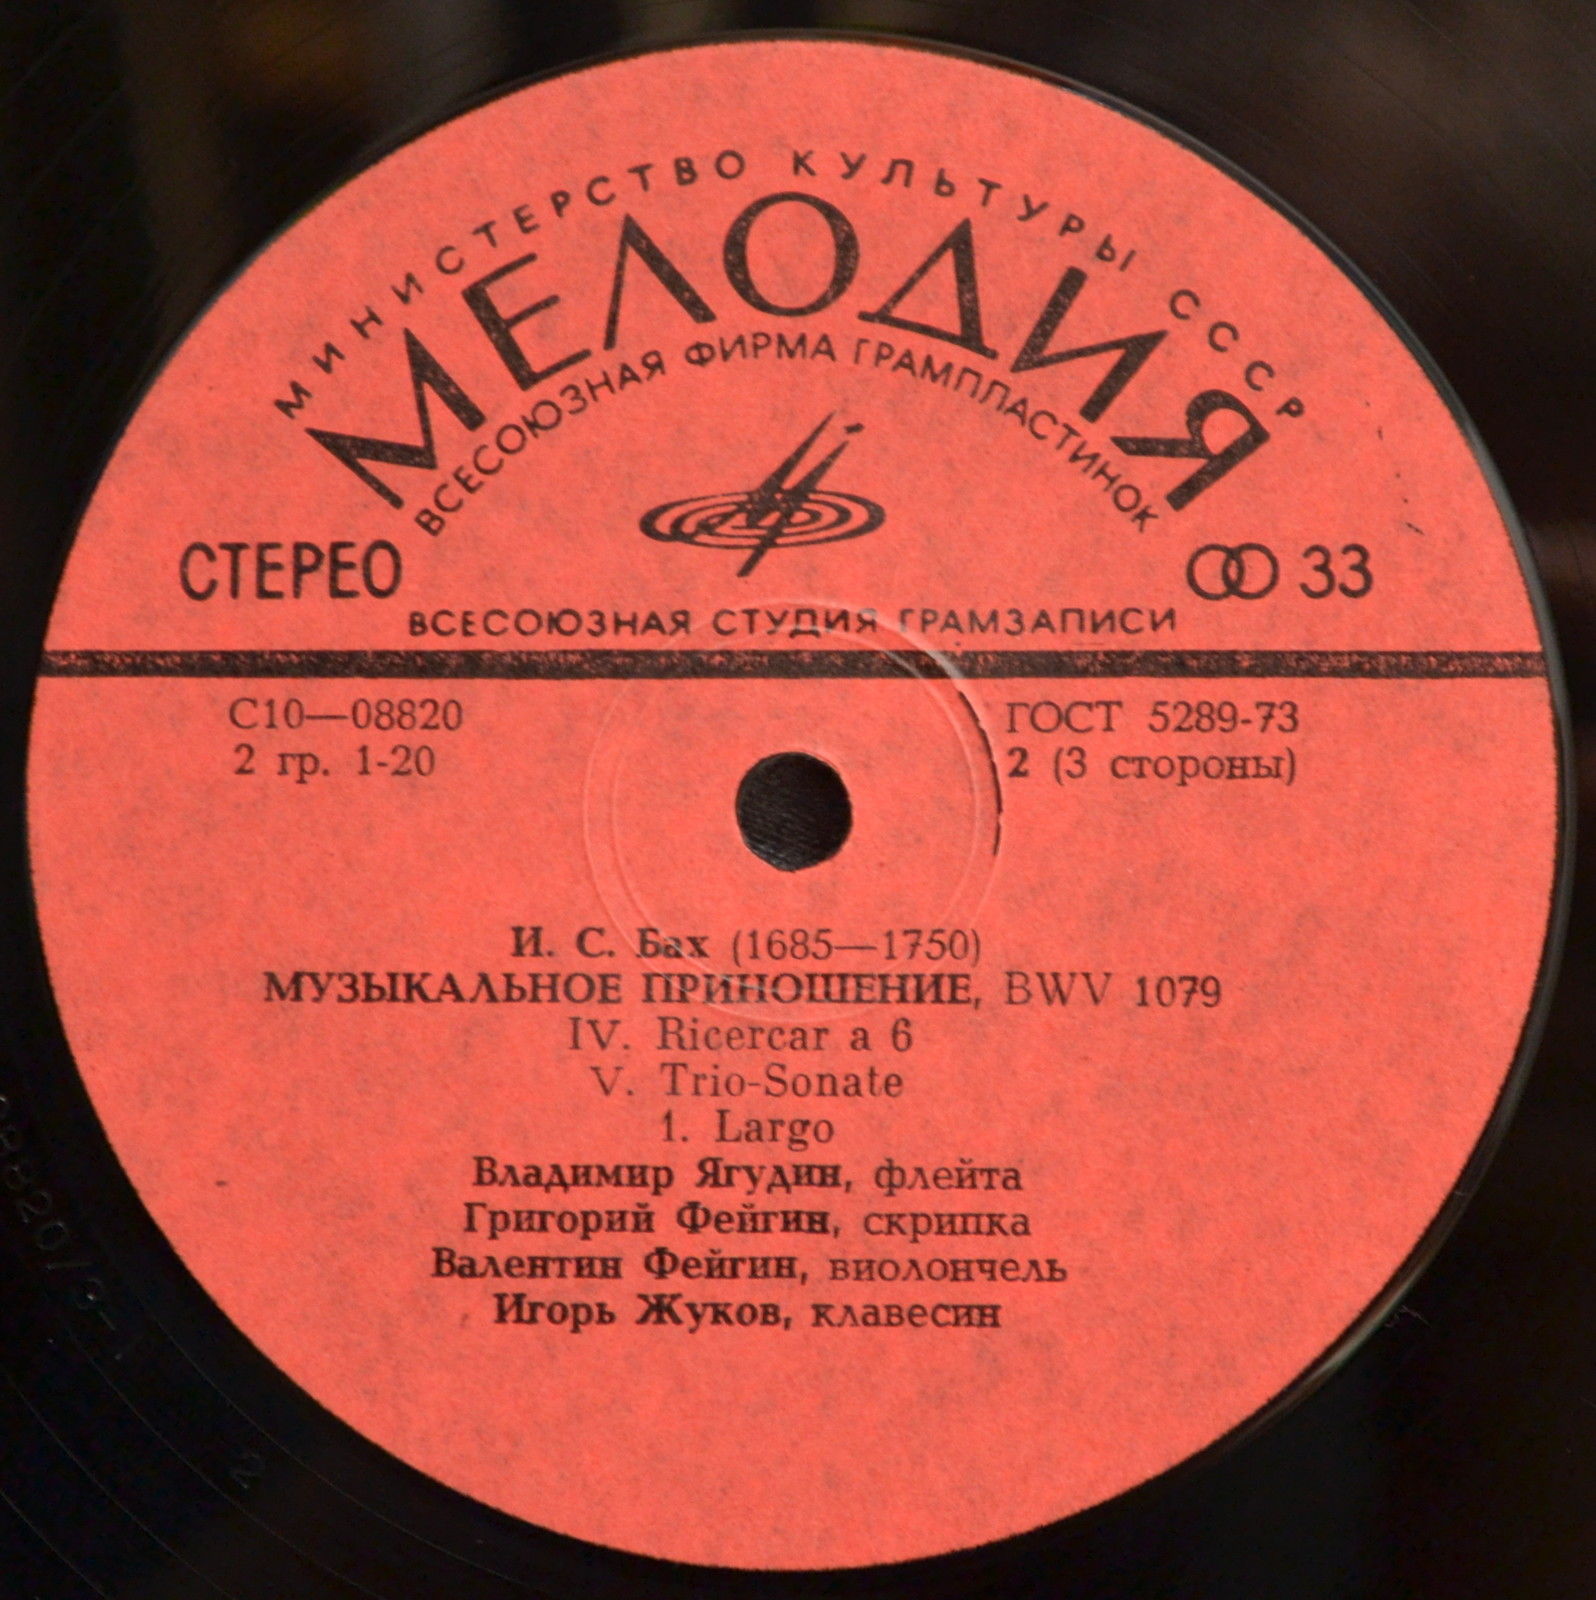 МИНИСТЕРСТВО КУЛЬТУРЫ СССР
МЕЛОДИЯ
ВСЕСОЮЗНАЯ ФИРМА ГРАМПЛАСТИНОК
СТЕРЕО
33
ВСЕСОЮЗНАЯ СТУДИЯ ГРАМЗАПИСИ
С10—08820
ГОСТ 5289-73
2 гр. 1-20
2 (3 стороны)
И. С. Бах (1685—1750)
МУЗЫКАЛЬНОЕ ПРИНОШЕНИЕ, BWV 1079
IV. Ricercar a 6
V. Trio-Sonate
1. Largo
Владимир Ягудин, флейта
Григорий Фейгин, скрипка
Валентин Фейгин, виолончель
Игорь Жуков, клавесин
2